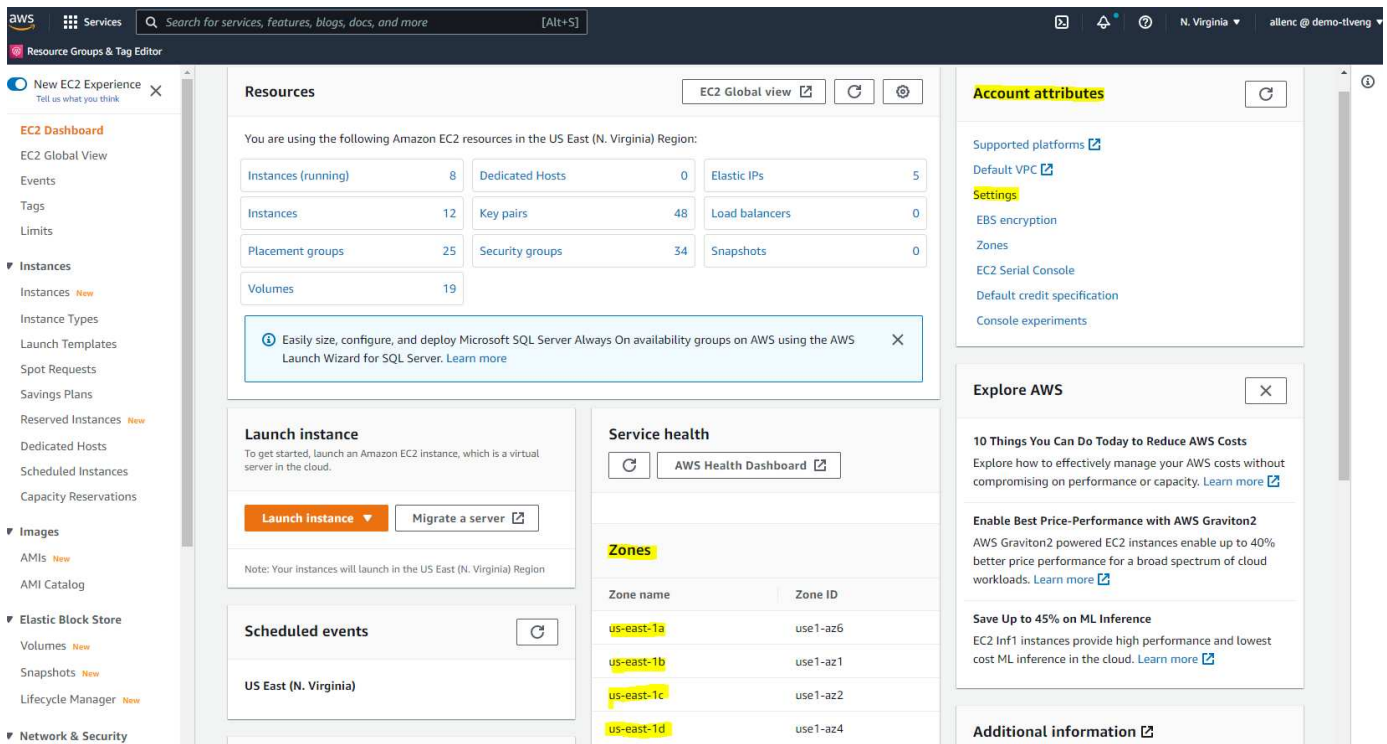 aws
Services
Search for services, features, blogs, docs, and more
[Alt+S]
N. Virginia ▼
allenc @ demo-tlveng ▼
Resource Groups & Tag Editor
New EC2 Experience
Tell us what you think
EC2 Dashboard
EC2 Global View
Events
Tags
Limits
▼ Instances
Instances New
Instance Types
Launch Templates
Spot Requests
Savings Plans
Reserved Instances New
Dedicated Hosts
Scheduled Instances
Capacity Reservations
▼ Images
AMIs New
AMI Catalog
▼ Elastic Block Store
Volumes New
Snapshots New
Lifecycle Manager New
▼ Network & Security
Resources
EC2 Global view
You are using the following Amazon EC2 resources in the US East (N. Virginia) Region:
Instances (running) 8
Dedicated Hosts 0
Elastic IPs 5
Instances 12
Key pairs 48
Load balancers 0
Placement groups 25
Security groups 34
Snapshots 0
Volumes 19
Easily size, configure, and deploy Microsoft SQL Server Always On availability groups on AWS using the AWS
Launch Wizard for SQL Server. Learn more
Launch instance
To get started, launch an Amazon EC2 instance, which is a virtual
server in the cloud.
Launch instance ▼
Migrate a server
Note: Your instances will launch in the US East (N. Virginia) Region
Scheduled events
US East (N. Virginia)
Service health
AWS Health Dashboard
Zones
Zone name Zone ID
us-east-1a use1-az6
us-east-1b use1-az1
us-east-1c use1-az2
us-east-1d use1-az4
Account attributes
Supported platforms
Default VPC
Settings
EBS encryption
Zones
EC2 Serial Console
Default credit specification
Console experiments
Explore AWS
10 Things You Can Do Today to Reduce AWS Costs
Explore how to effectively manage your AWS costs without
compromising on performance or capacity. Learn more
Enable Best Price-Performance with AWS Graviton2
AWS Graviton2 powered EC2 instances enable up to 40%
better price performance for a broad spectrum of cloud
workloads. Learn more
Save Up to 45% on ML Inference
EC2 Inf1 instances provide high performance and lowest
cost ML inference in the cloud. Learn more
Additional information